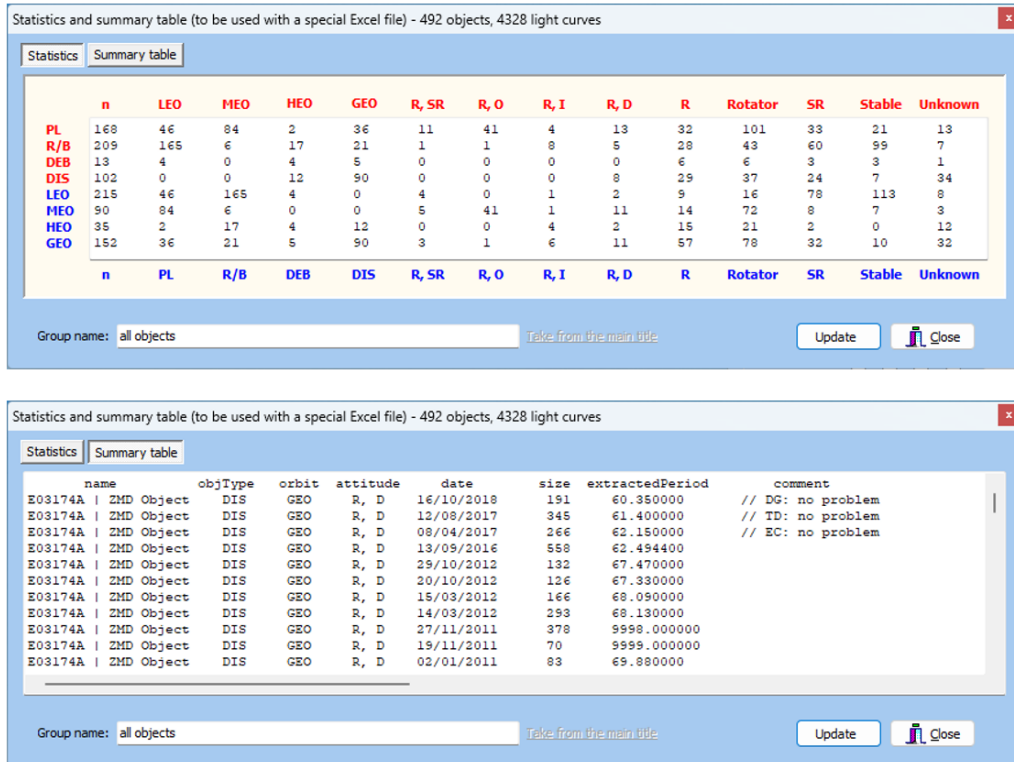 Statistics and summary table (to be used with a special Excel file) - 492 objects, 4328 light curves x
Statistics Summary table
n LEO MEO HEO GEO R, SR R, O R, I R, D R Rotator SR Stable Unknown
PL 168 46 84 2 36 11 41 4 13 32 101 33 21 13
R/B 209 165 6 17 21 1 1 8 5 28 43 60 99 7
DEB 13 4 0 4 5 0 0 0 0 6 6 3 3 1
DIS 102 0 0 12 90 0 0 0 8 29 37 24 7 34
LEO 215 46 165 4 0 4 0 1 2 9 16 78 113 8
MEO 90 84 6 0 0 5 41 1 11 14 72 8 7 3
HEO 35 2 17 4 12 0 0 4 2 15 21 2 0 12
GEO 152 36 21 5 90 3 1 6 11 57 78 32 10 32
n PL R/B DEB DIS R, SR R, O R, I R, D R Rotator SR Stable Unknown
Group name: all objects Take from the main title Update Close
Statistics and summary table (to be used with a special Excel file) - 492 objects, 4328 light curves x
Statistics Summary table
name objType orbit attitude date size extractedPeriod comment
E03174A | ZMD Object DIS GEO R, D 16/10/2018 191 60.350000 // DG: no problem
E03174A | ZMD Object DIS GEO R, D 12/08/2017 345 61.400000 // TD: no problem
E03174A | ZMD Object DIS GEO R, D 08/04/2017 266 62.150000 // EC: no problem
E03174A | ZMD Object DIS GEO R, D 13/09/2016 558 62.494400
E03174A | ZMD Object DIS GEO R, D 29/10/2012 132 67.470000
E03174A | ZMD Object DIS GEO R, D 20/10/2012 126 67.330000
E03174A | ZMD Object DIS GEO R, D 15/03/2012 166 68.090000
E03174A | ZMD Object DIS GEO R, D 14/03/2012 293 68.130000
E03174A | ZMD Object DIS GEO R, D 27/11/2011 378 9998.000000
E03174A | ZMD Object DIS GEO R, D 19/11/2011 70 9999.000000
E03174A | ZMD Object DIS GEO R, D 02/01/2011 83 69.880000
Group name: all objects Take from the main title Update Close